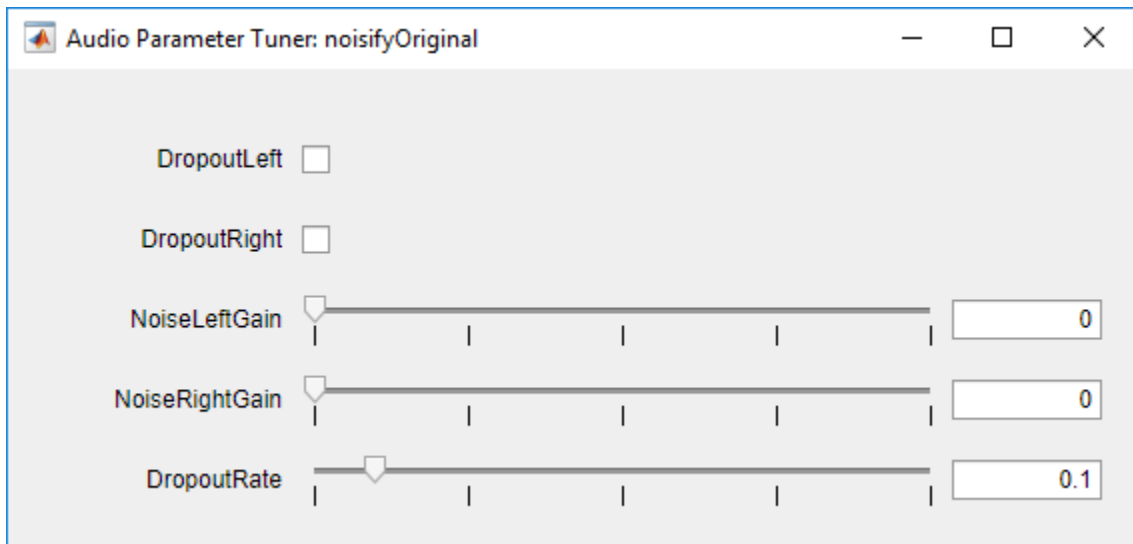 Audio Parameter Tuner: noisifyOriginal
DropoutLeft
DropoutRight
NoiseLeftGain 0
NoiseRightGain 0
DropoutRate 0.1